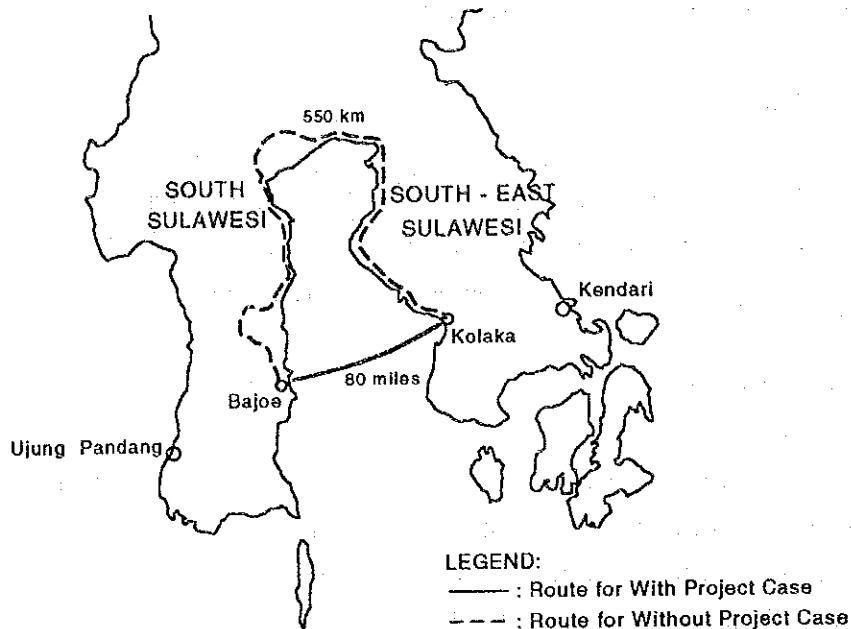 550 km
SOUTH
SULAWESI
SOUTH - EAST
SULAWESI
Kendari
Kolaka
80 miles
Bajoe
Ujung Pandang
LEGEND:
: Route for With Project Case
: Route for Without Project Case